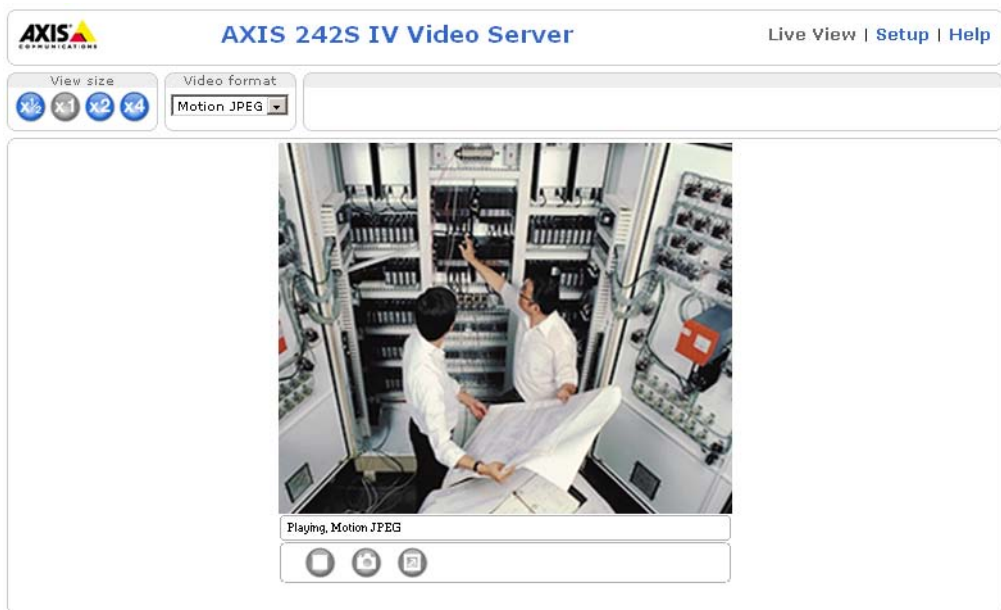 AXIS
COMMUNICATIONS
AXIS 242S IV Video Server
Live View | Setup | Help
View size
x½ x1 x2 x4
Video format
Motion JPEG
Playing, Motion JPEG